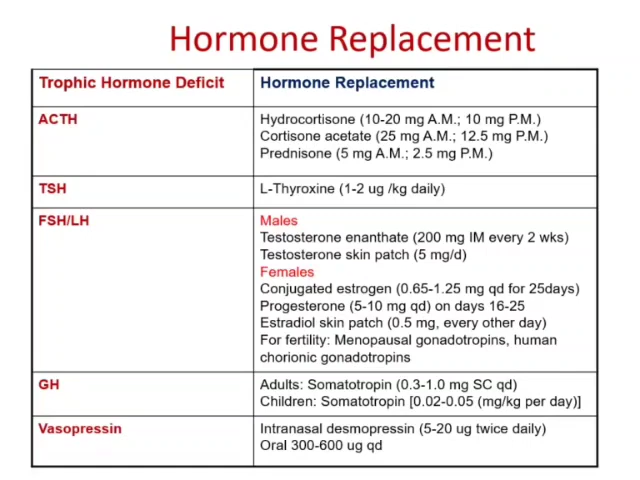 Hormone Replacement
Trophic Hormone Deficit
Hormone Replacement
ACTH
Hydrocortisone (10-20 mg A.M.; 10 mg P.M.)
Cortisone acetate (25 mg A.M.; 12.5 mg P.M.)
Prednisone (5 mg A.M.; 2.5 mg P.M.)
TSH
L-Thyroxine (1-2 ug /kg daily)
FSH/LH
Males
Testosterone enanthate (200 mg IM every 2 wks)
Testosterone skin patch (5 mg/d)
Females
Conjugated estrogen (0.65-1.25 mg qd for 25days)
Progesterone (5-10 mg qd) on days 16-25
Estradiol skin patch (0.5 mg, every other day)
For fertility: Menopausal gonadotropins, human
chorionic gonadotropins
GH
Adults: Somatotropin (0.3-1.0 mg SC qd)
Children: Somatotropin [0.02-0.05 (mg/kg per day)]
Vasopressin
Intranasal desmopressin (5-20 ug twice daily)
Oral 300-600 ug qd